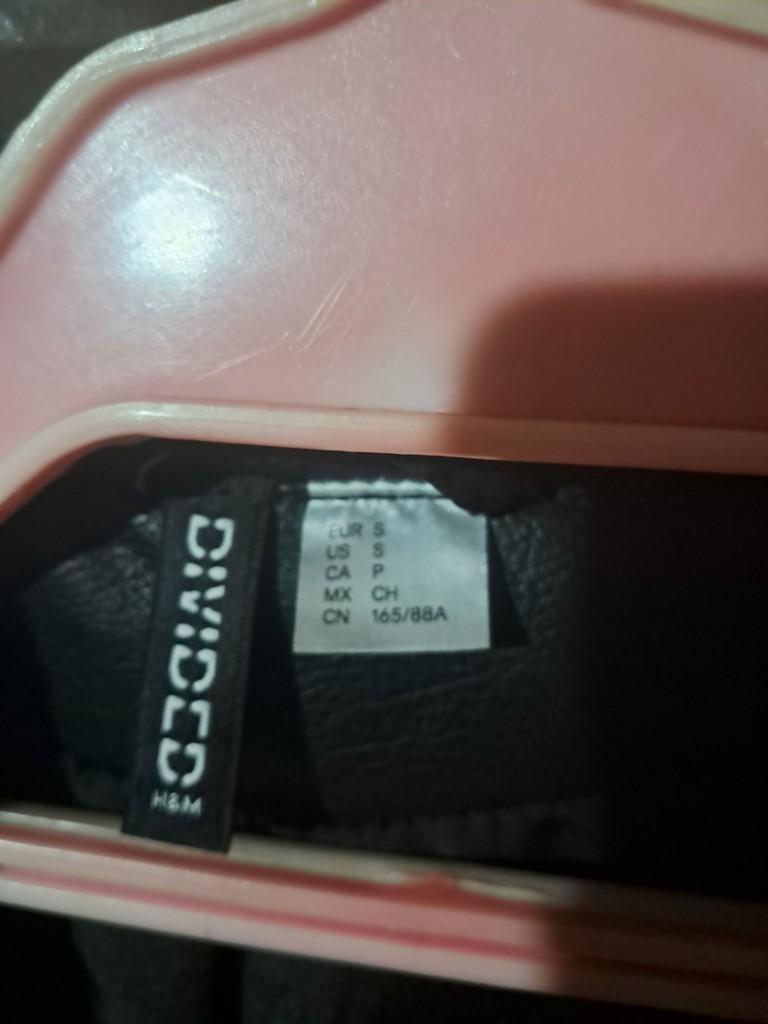 DIVIDED
H&M
EUR S
US S
CA P
MX CH
CN 165/88A